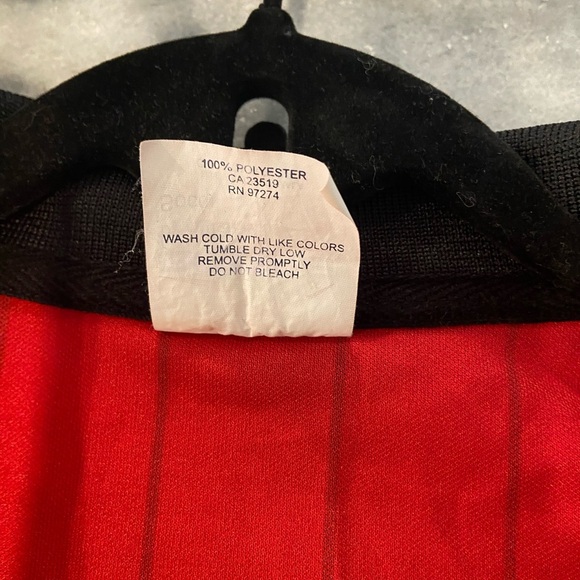 100% POLYESTER
CA 23519
RN 97274
WASH COLD WITH LIKE COLORS
TUMBLE DRY LOW
REMOVE PROMPTLY
DO NOT BLEACH